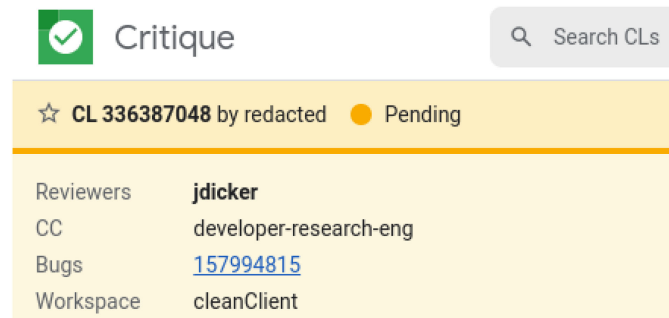 Critique
Search CLs
CL 336387048 by redacted Pending
Reviewers jdicker
CC developer-research-eng
Bugs 157994815
Workspace cleanClient